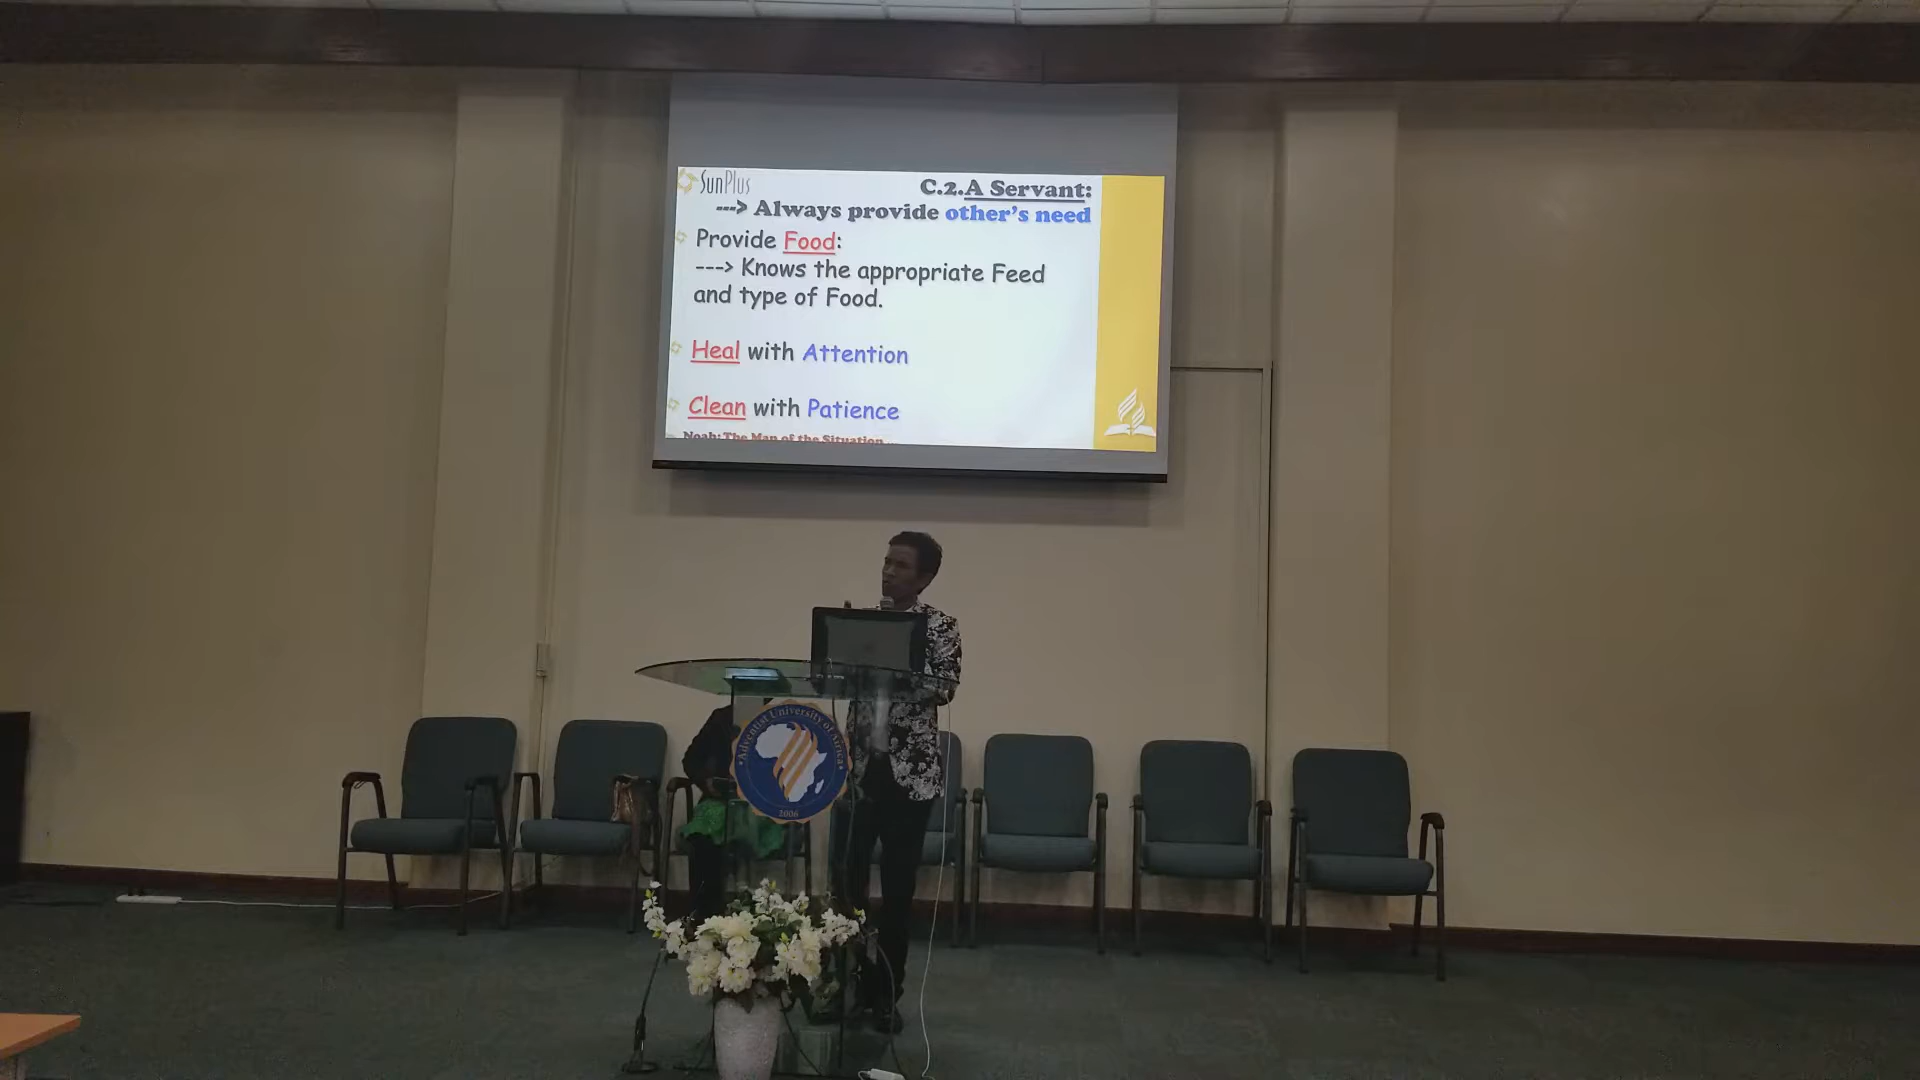 SunPlus
C.2.A Servant:
---> Always provide other's need
Provide Food:
---> Knows the appropriate Feed
and type of Food.
Heal with Attention
Clean with Patience
Noah: The Man of the Situation
Adventist University of Africa
2006